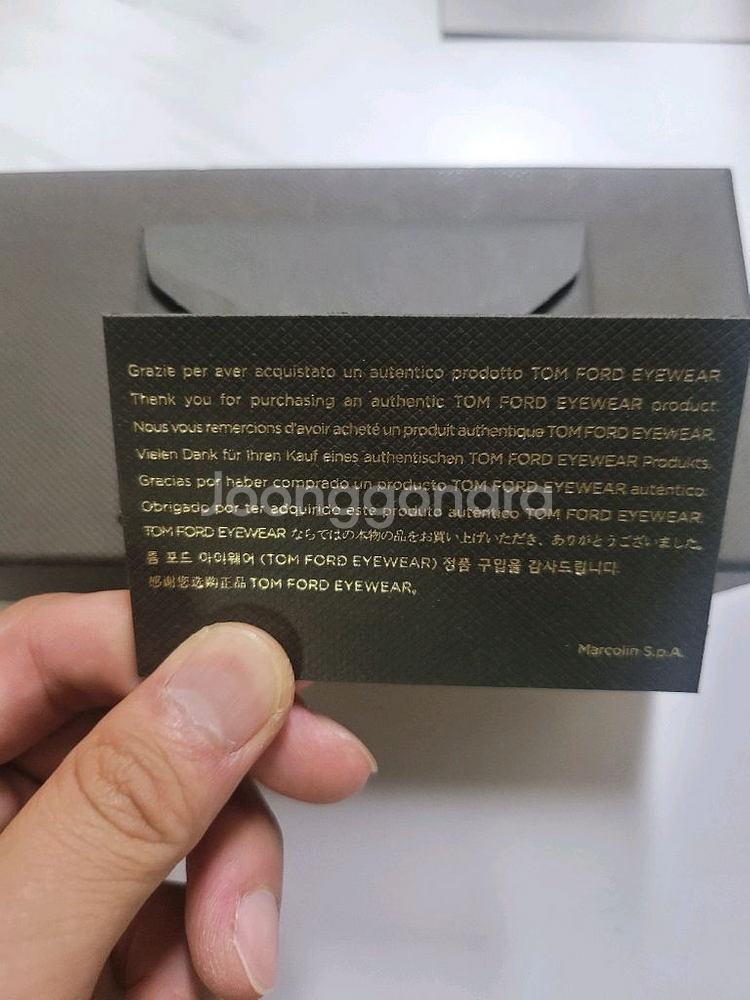 Grazie per aver acquistato un autentico prodotto TOM FORD EYEWEAR.
Thank you for purchasing an authentic TOM FORD EYEWEAR product.
Nous vous remercions d'avoir acheté un produit authentique TOM FORD EYEWEAR.
Vielen Dank für Ihren Kauf eines authentischen TOM FORD EYEWEAR Produkts.
Gracias por haber comprado un producto TOM FORD EYEWEAR auténtico.
Joonggonara
Obrigado por ter adquirido este produto autêntico TOM FORD EYEWEAR.
TOM FORD EYEWEAR ならではの本物の品をお買い上げいただき、ありがとうございました。
톰 포드 아이웨어 (TOM FORD EYEWEAR) 정품 구입을 감사드립니다.
感谢您选购正品 TOM FORD EYEWEAR。
Marcolin S.p.A.